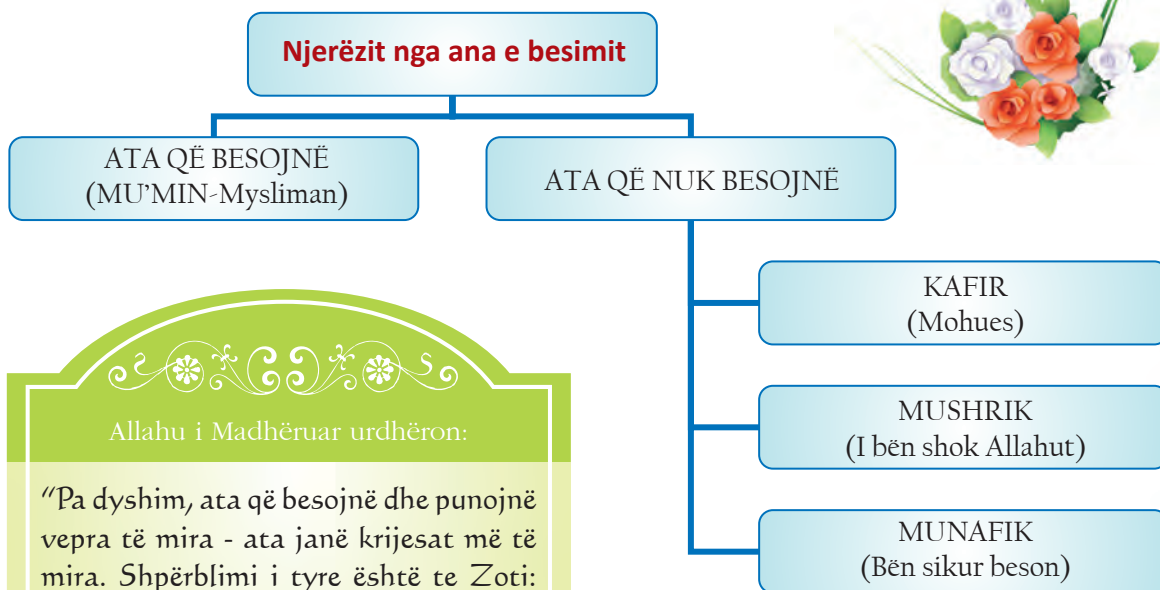 Njerëzit nga ana e besimit
ATA QË BESOJNË
(MU’MIN-Mysliman)
ATA QË NUK BESOJNË
KAFIR
(Mohues)
MUSHRIK
(I bën shok Allahut)
MUNAFIK
(Bën sikur beson)
Allahu i Madhëruar urdhëron:
“Pa dyshim, ata që besojnë dhe punojnë
vepra të mira - ata janë krijesat më të
mira. Shpërblimi i tyre është te Zoti: